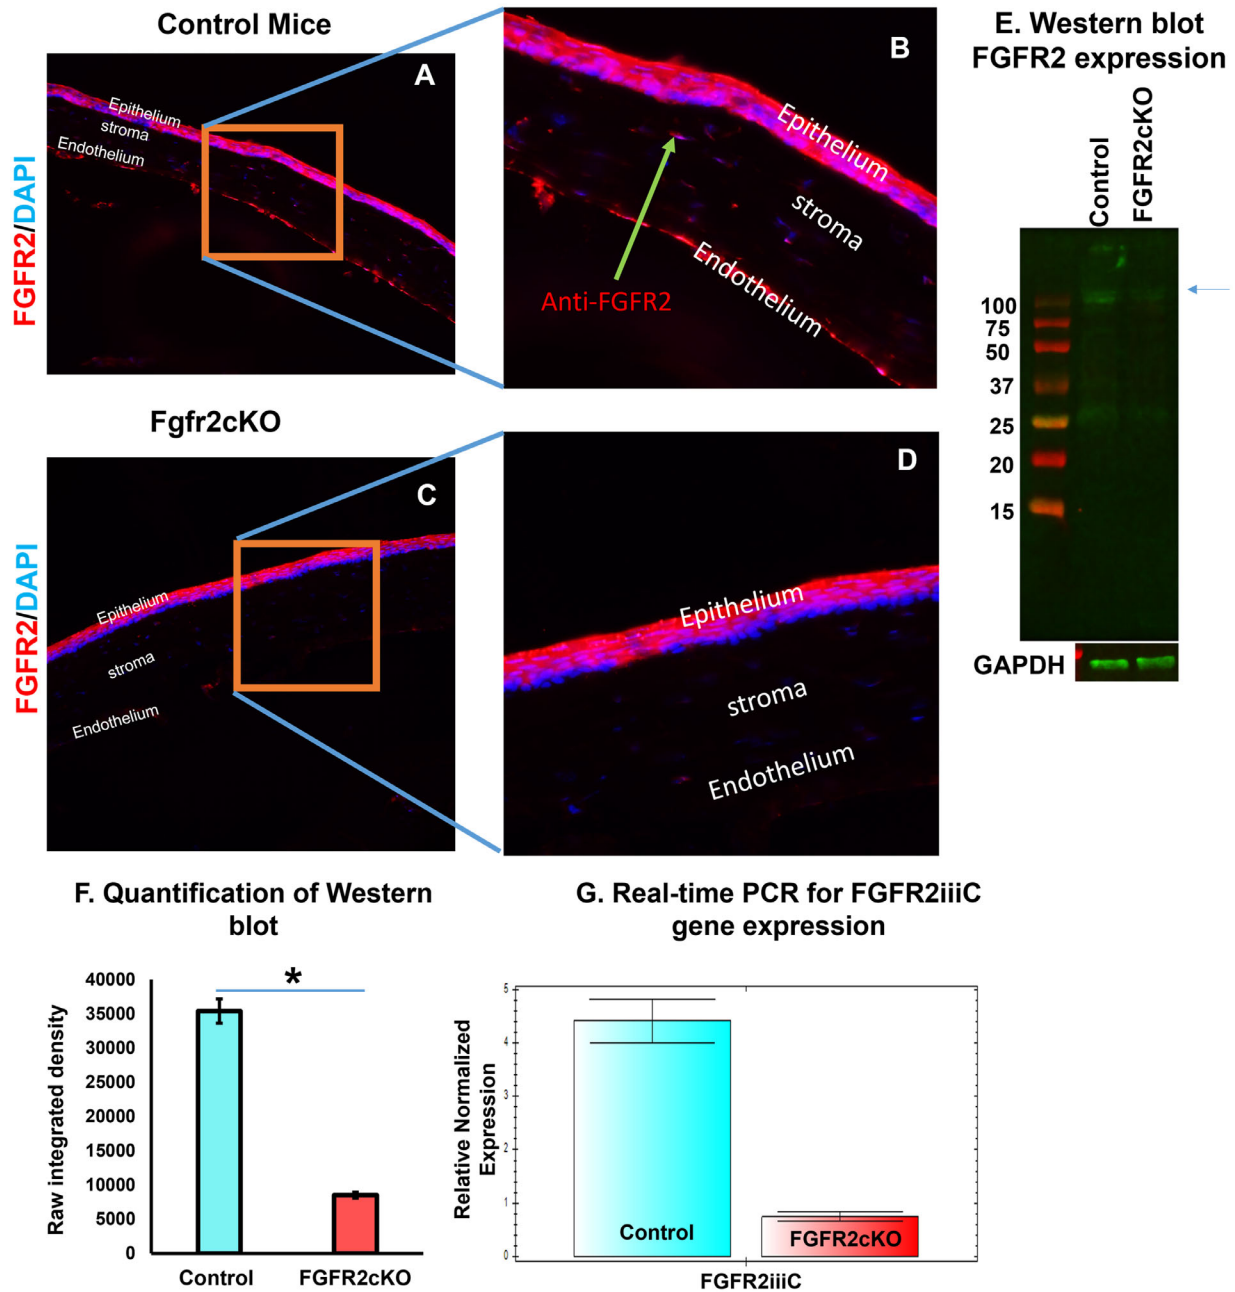 Control Mice
A
Epithelium
stroma
Endothelium
FGFR2/DAPI
B
Epithelium
stroma
Endothelium
Anti-FGFR2
E. Western blot
FGFR2 expression
Control
FGFR2cKO
100
75
50
37
25
20
15
GAPDH
Fgfr2cKO
C
Epithelium
stroma
Endothelium
FGFR2/DAPI
D
Epithelium
stroma
Endothelium
F. Quantification of Western
blot
Raw integrated density
40000
35000
30000
25000
20000
15000
10000
5000
0
*
Control
FGFR2cKO
G. Real-time PCR for FGFR2iiiC
gene expression
Relative Normalized
Expression
5
4
3
2
1
0
Control
FGFR2cKO
FGFR2iiiC